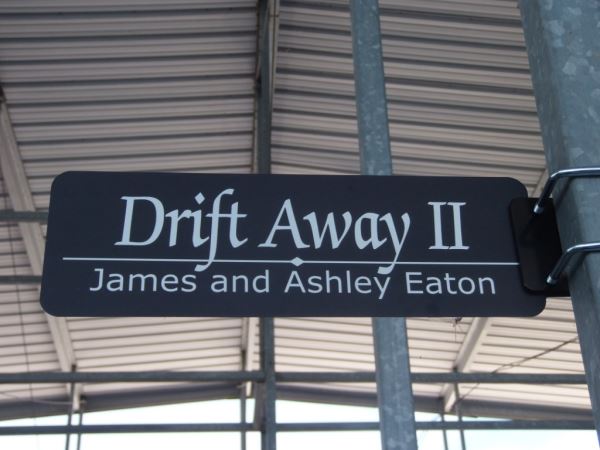 Drift Away II
James and Ashley Eaton